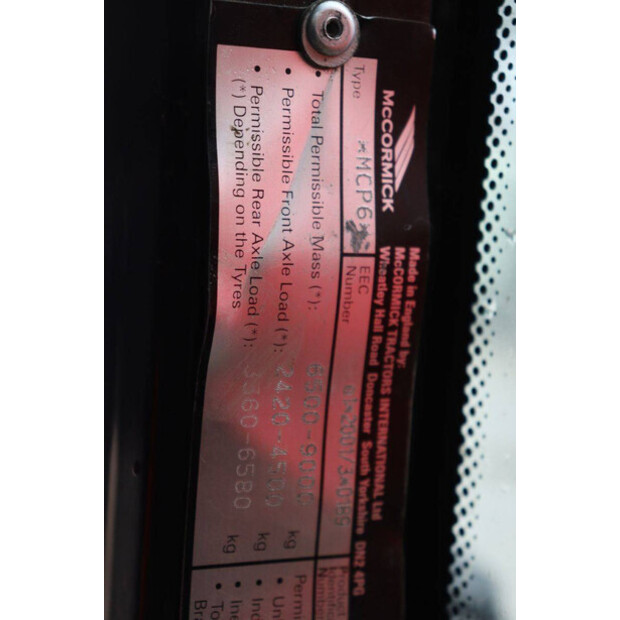 McCORMICK
Made in England by:
McCORMICK TRACTORS INTERNATIONAL Ltd
Wheatley Hall Road Doncaster South Yorkshire DN2 4PG
Type
*MCP6*
EEC
Number
• Total Permissible Mass (*):
kg
• Permissible Front Axle Load (*): 2420-4500 kg
• Permissible Rear Axle Load (*): 3360-6580 kg
(*) Depending on the Tyres
Product